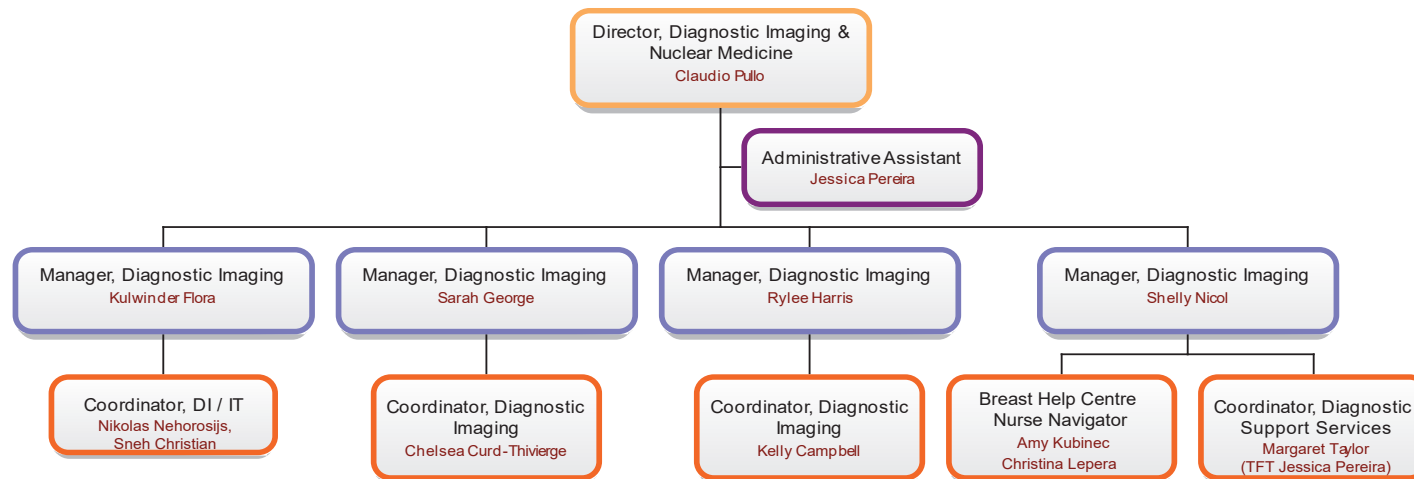 Director, Diagnostic Imaging &
Nuclear Medicine
Claudio Pullo
Administrative Assistant
Jessica Pereira
Manager, Diagnostic Imaging
Kulwinder Flora
Manager, Diagnostic Imaging
Sarah George
Manager, Diagnostic Imaging
Rylee Harris
Manager, Diagnostic Imaging
Shelly Nicol
Coordinator, DI / IT
Nikolas Nehorosijs,
Sneh Christian
Coordinator, Diagnostic
Imaging
Chelsea Curd-Thivierge
Coordinator, Diagnostic
Imaging
Kelly Campbell
Breast Help Centre
Nurse Navigator
Amy Kubinec
Christina Lepera
Coordinator, Diagnostic
Support Services
Margaret Taylor
(TFT Jessica Pereira)